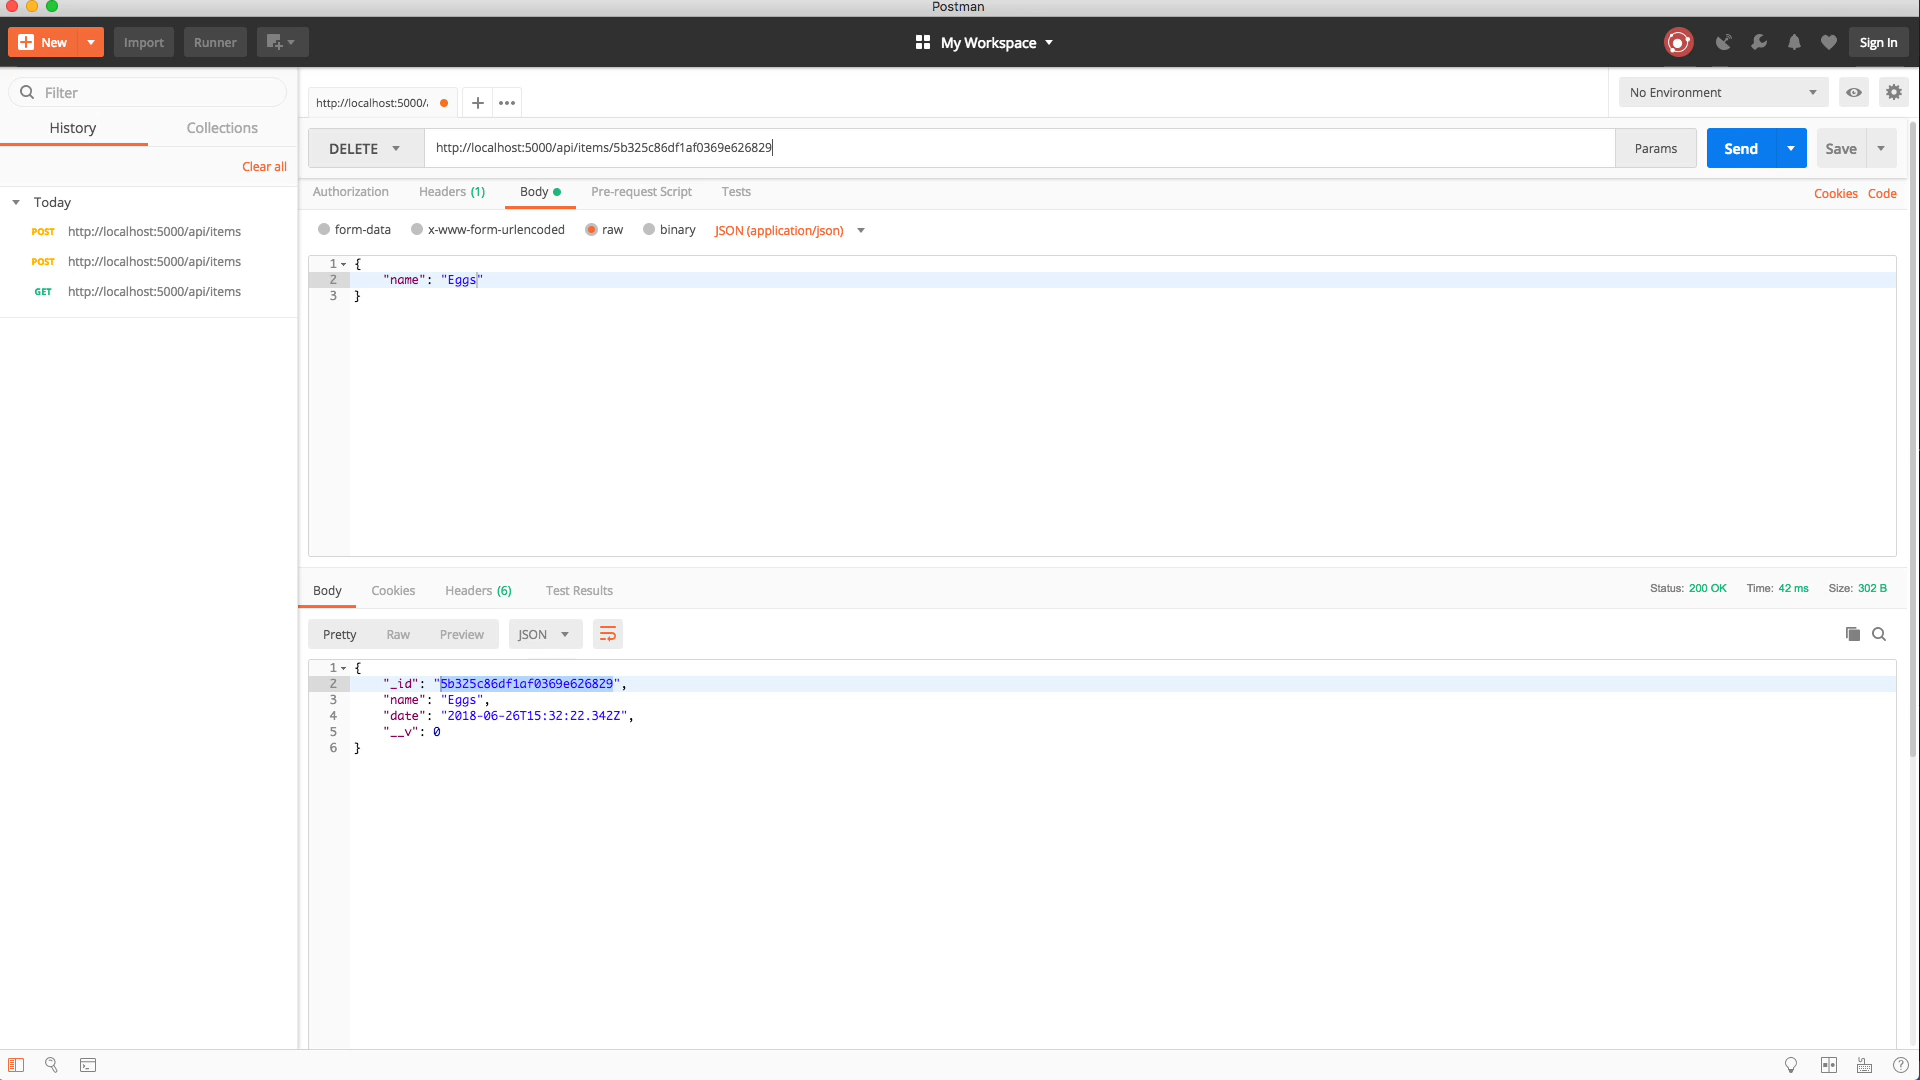 Postman
New
Import
Runner
My Workspace
Sign In
Filter
History
Collections
Clear all
Today
POST http://localhost:5000/api/items
POST http://localhost:5000/api/items
GET http://localhost:5000/api/items
http://localhost:5000/
No Environment
DELETE
http://localhost:5000/api/items/5b325c86df1af0369e626829
Params
Send
Save
Authorization
Headers (1)
Body
Pre-request Script
Tests
Cookies
Code
form-data
x-www-form-urlencoded
raw
binary
JSON (application/json)
1 {
2 "name": "Eggs"
3 }
Body
Cookies
Headers (6)
Test Results
Status: 200 OK
Time: 42 ms
Size: 302 B
Pretty
Raw
Preview
JSON
1 {
2 "_id": "5b325c86df1af0369e626829",
3 "name": "Eggs",
4 "date": "2018-06-26T15:32:22.342Z",
5 "__v": 0
6 }